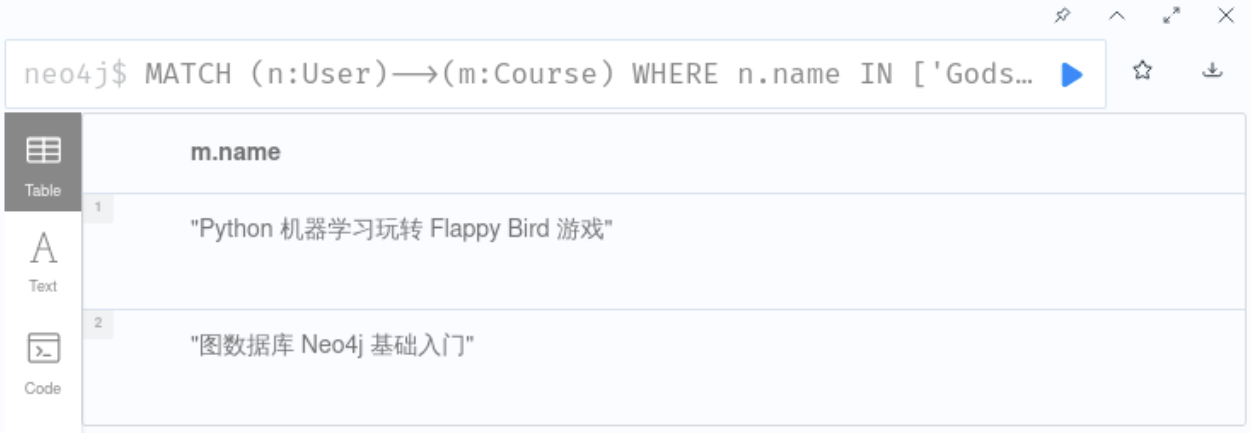 neo4j$ MATCH (n:User)-->(m:Course) WHERE n.name IN ['Gods…
Table
m.name
1
"Python 机器学习玩转 Flappy Bird 游戏"
Text
2
"图数据库 Neo4j 基础入门"
Code